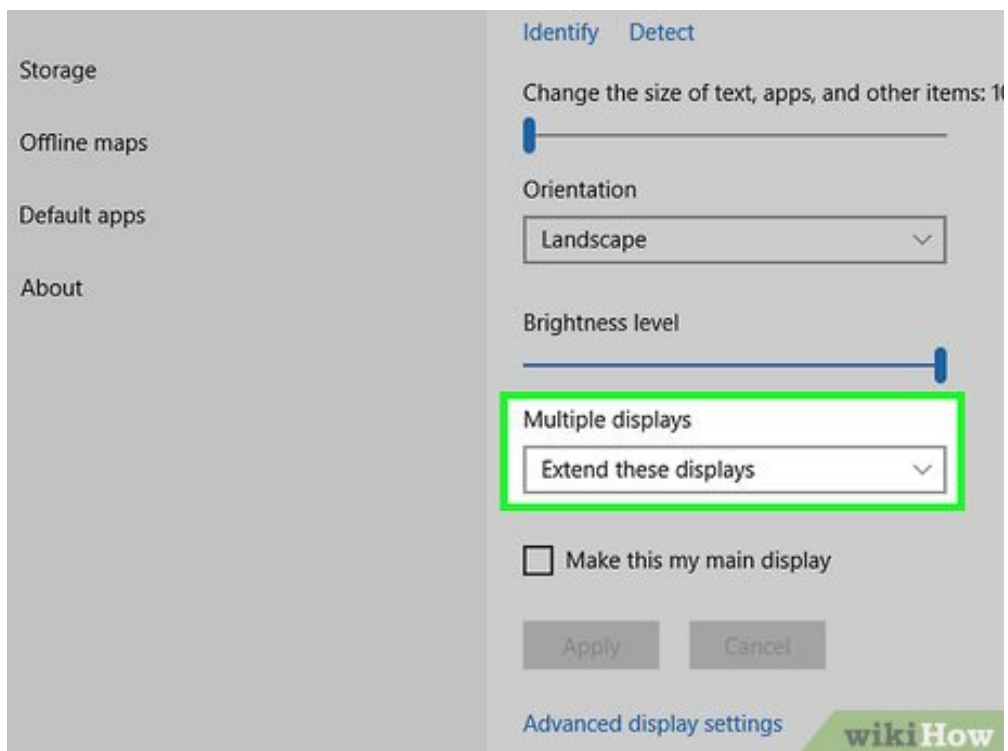 Storage
Offline maps
Default apps
About
Identify Detect
Change the size of text, apps, and other items:
Orientation
Landscape
Brightness level
Multiple displays
Extend these displays
Make this my main display
Apply Cancel
Advanced display settings
wikiHow